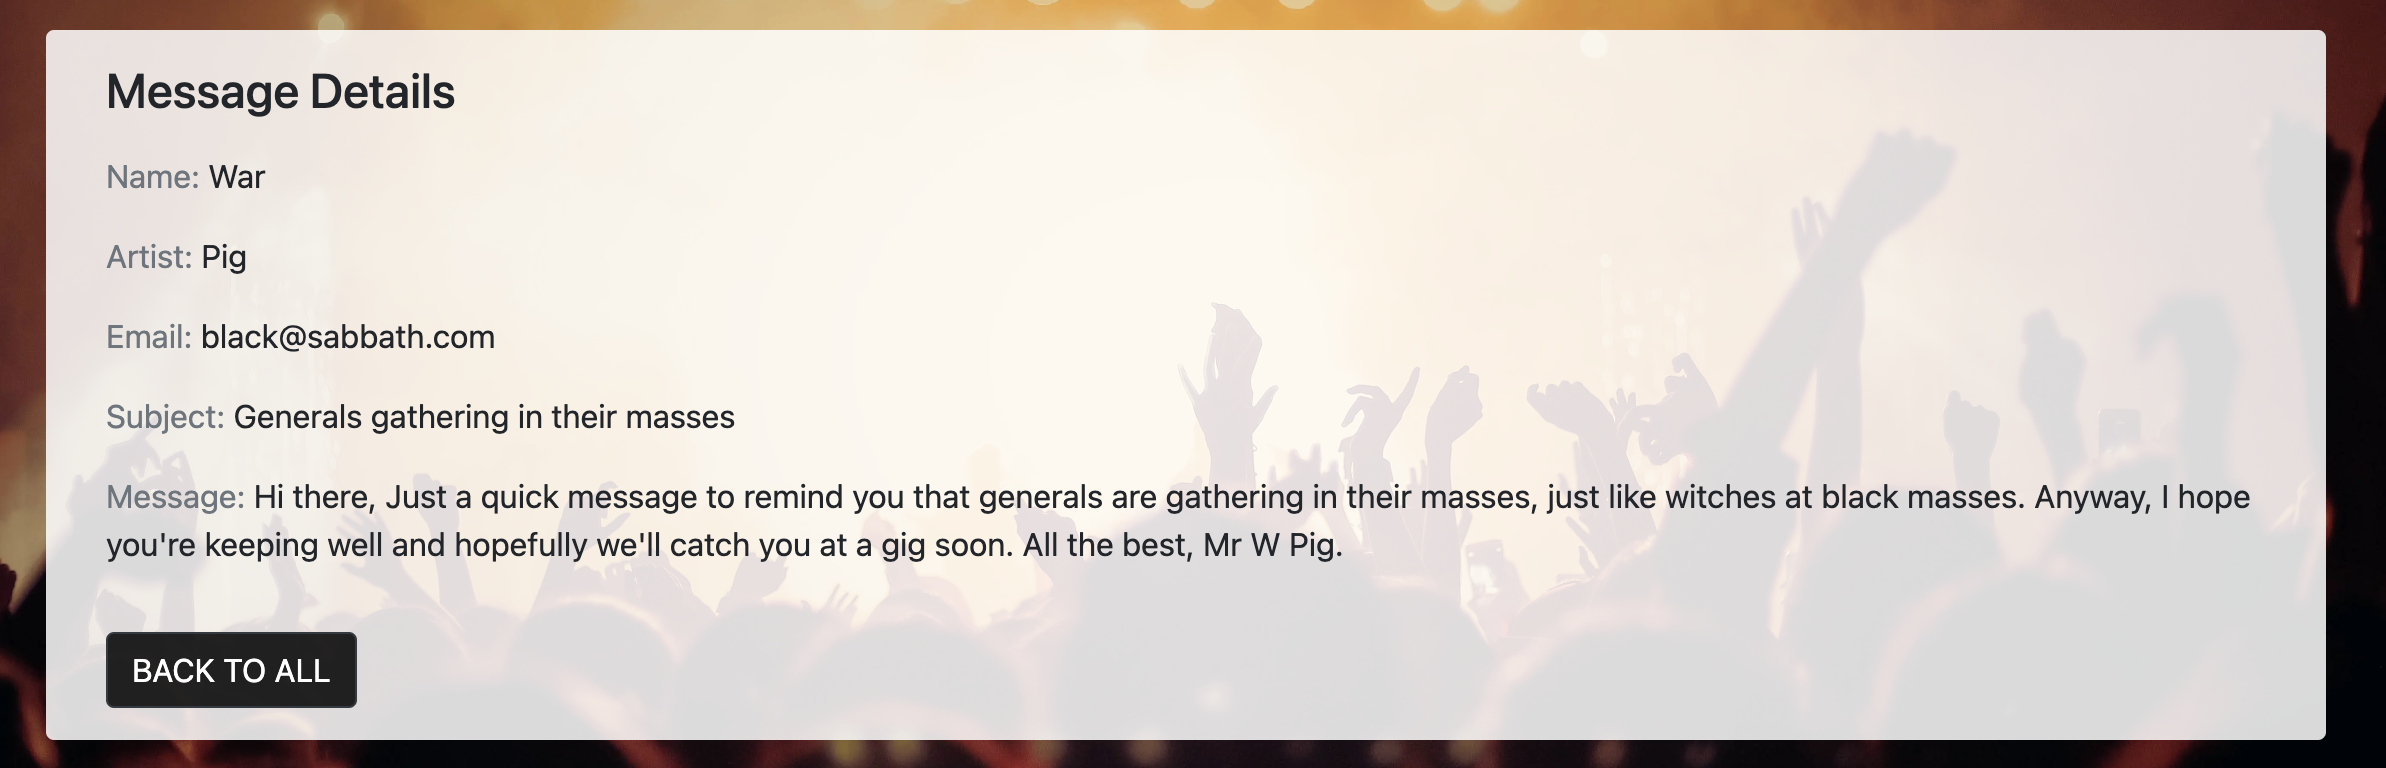 Message Details
Name: War
Artist: Pig
Email: black@sabbath.com
Subject: Generals gathering in their masses
Message: Hi there, Just a quick message to remind you that generals are gathering in their masses, just like witches at black masses. Anyway, I hope
you're keeping well and hopefully we'll catch you at a gig soon. All the best, Mr W Pig.
BACK TO ALL